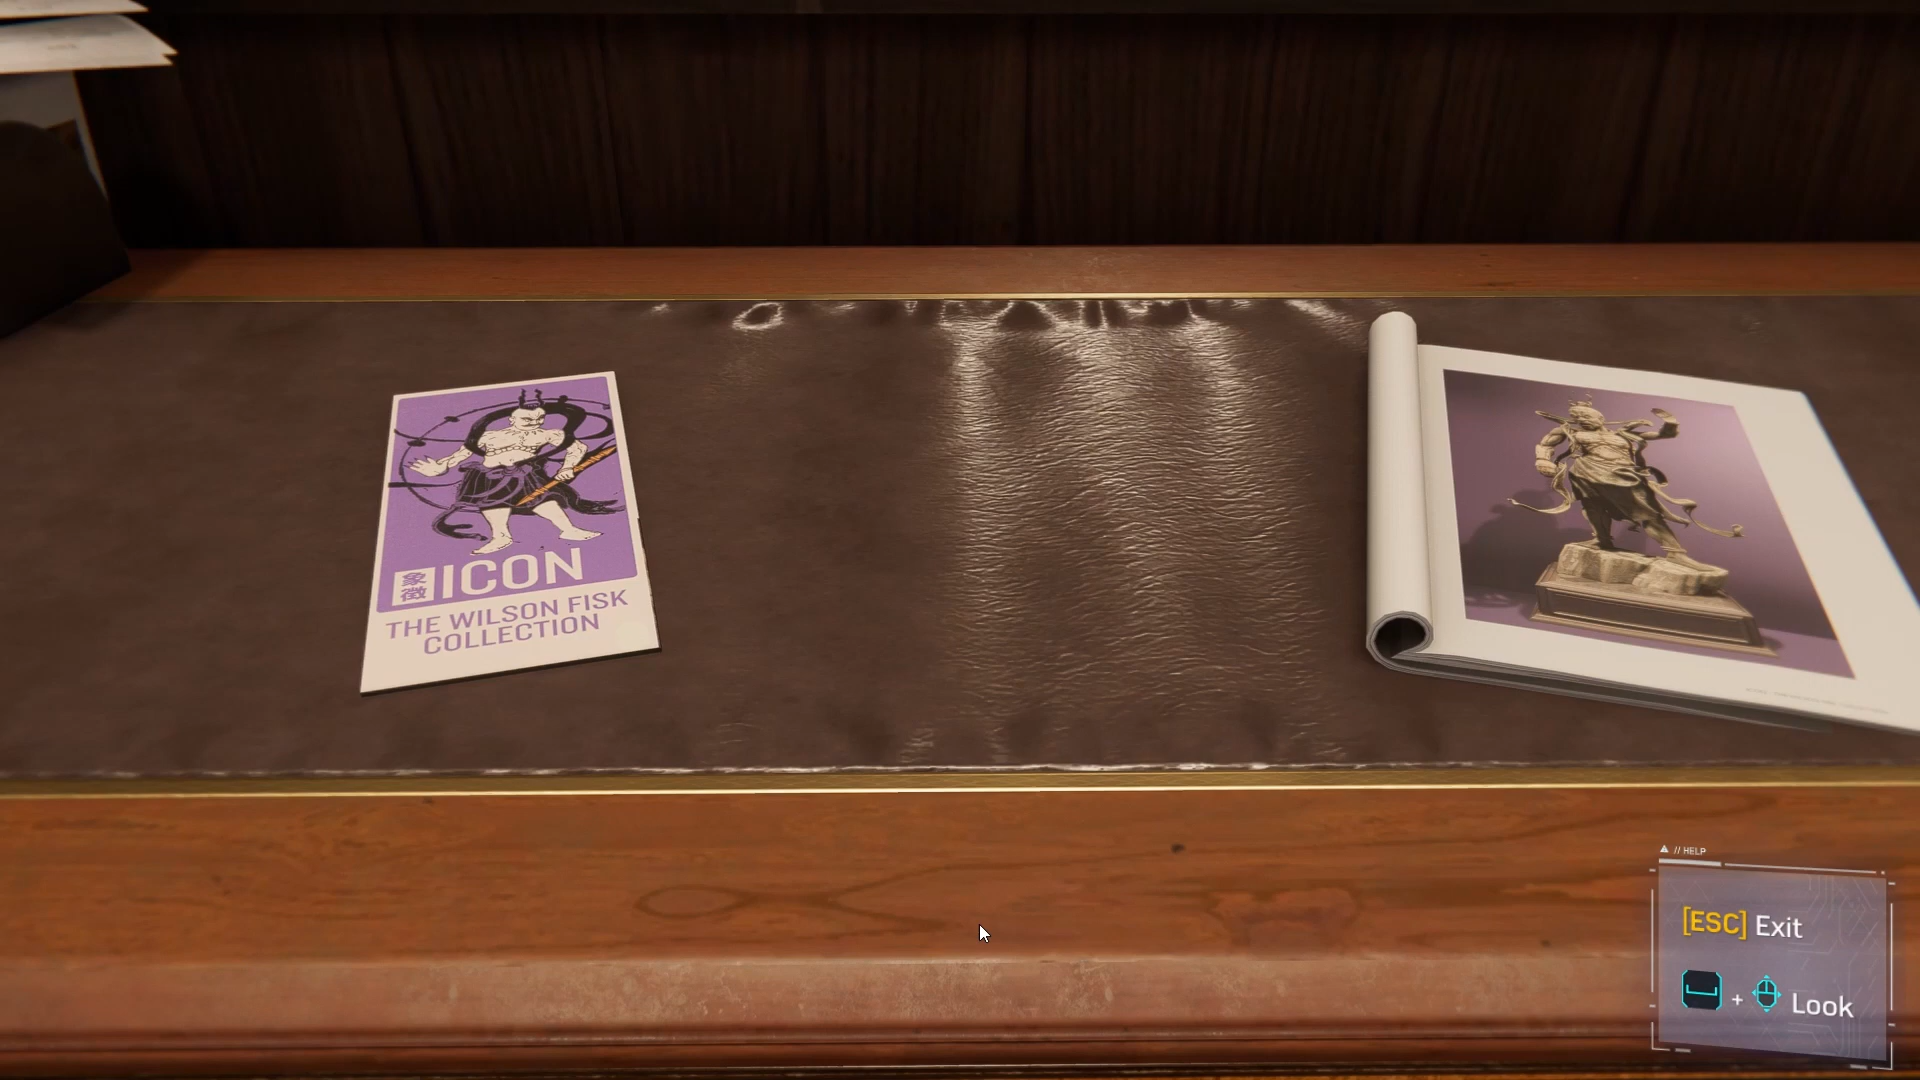 象徵
ICON
THE WILSON FISK
COLLECTION
// HELP
[ESC] Exit
+ Look